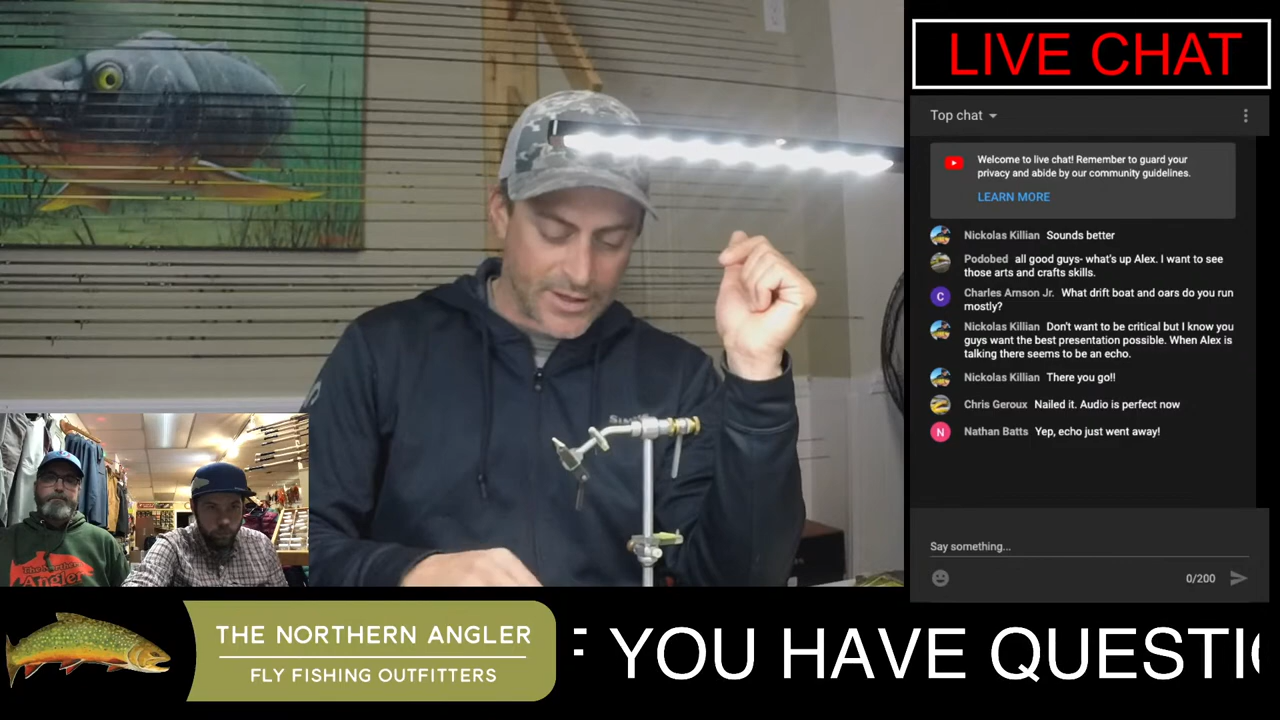 LIVE CHAT
Top chat
Welcome to live chat! Remember to guard your
privacy and abide by our community guidelines.
LEARN MORE
Nickolas Killian Sounds better
Podobed all good guys- what's up Alex. I want to see
those arts and crafts skills.
C
Charles Arnson Jr. What drift boat and oars do you run
mostly?
Nickolas Killian Don't want to be critical but I know you
guys want the best presentation possible. When Alex is
talking there seems to be an echo.
Nickolas Killian There you go!!
Chris Geroux Nailed it. Audio is perfect now
N
Nathan Batts Yep, echo just went away!
Say something...
0/200
The Northern
Angler
THE NORTHERN ANGLER
FLY FISHING OUTFITTERS
YOU HAVE